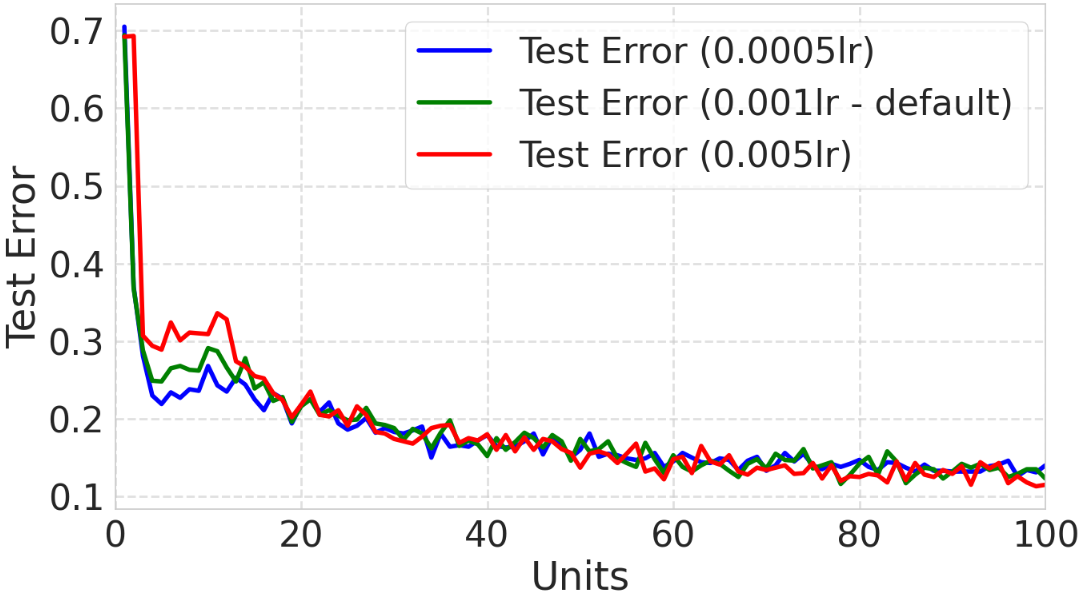 Test Error
0.7
0.6
0.5
0.4
0.3
0.2
0.1
Test Error (0.0005lr)
Test Error (0.001lr - default)
Test Error (0.005lr)
0 20 40 60 80 100
Units